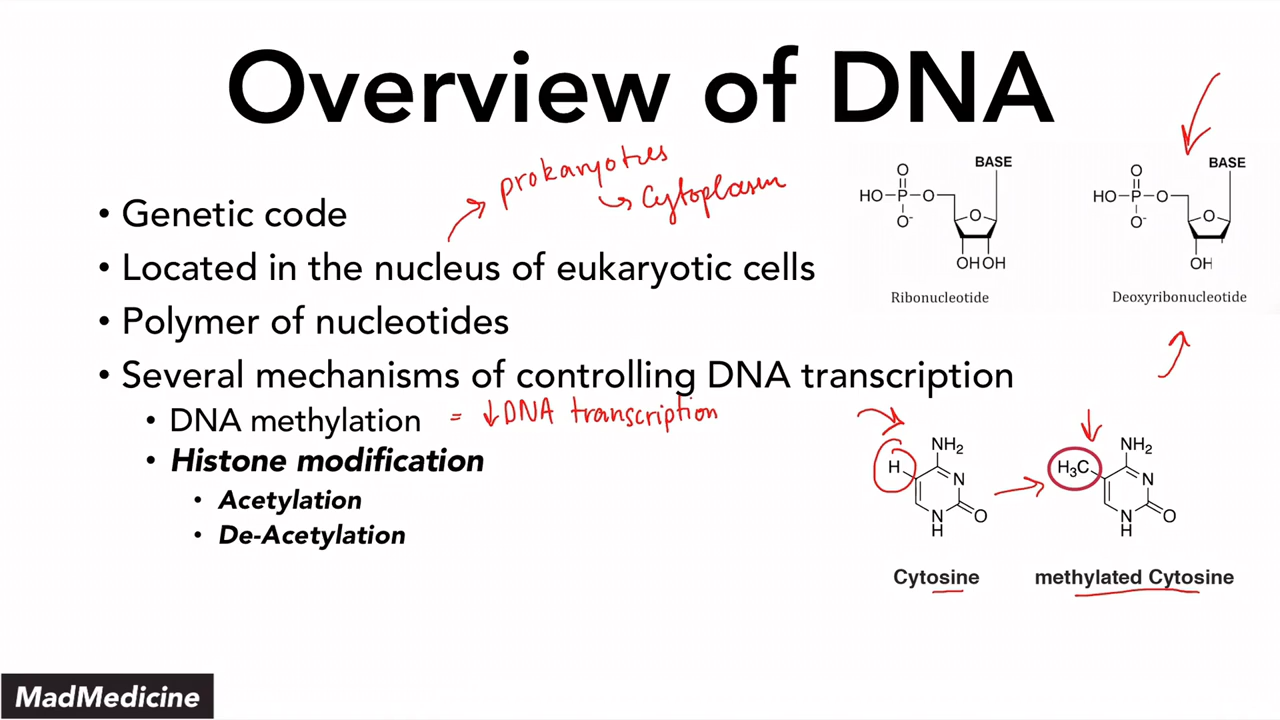 Overview of DNA
prokaryotes
↳ Cytoplasm
• Genetic code
• Located in the nucleus of eukaryotic cells
• Polymer of nucleotides
• Several mechanisms of controlling DNA transcription
• DNA methylation = ↓DNA transcription
• Histone modification
• Acetylation
• De-Acetylation
BASE
O
HO P O
O-
O
OH OH
Ribonucleotide
BASE
O
HO P O
O-
O
OH
Deoxyribonucleotide
NH2
H
N
N O
H
Cytosine
NH2
H3C
N
N O
H
methylated Cytosine
MadMedicine